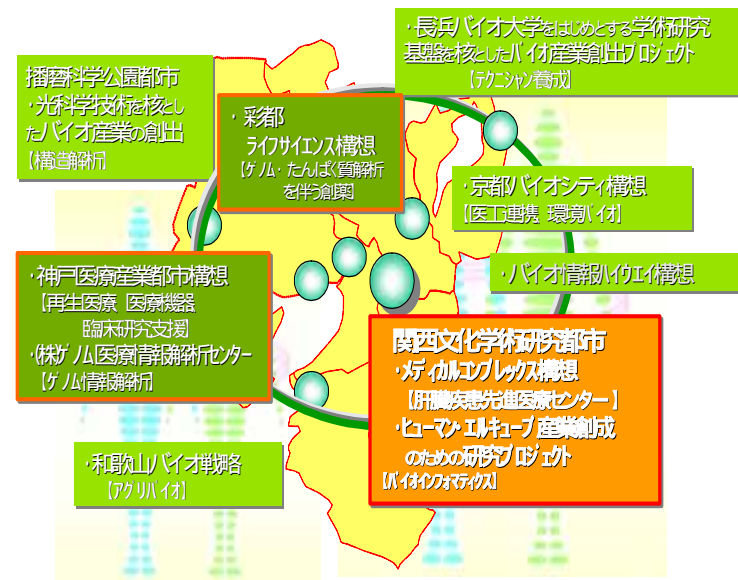 ・長浜バイオ大学をはじめとする学術研究
基盤を核としたバイオ産業創出プロジェクト
【テクニシャン養成】
播磨科学公園都市
・光科学技術を核とし
たバイオ産業の創出
【構造解析】
・彩都
ライフサイエンス構想
【ゲノム・たんぱく質解析
を伴う創薬】
・京都バイオシティ構想
【医工連携、環境バイオ】
・バイオ情報ハイウエイ構想
・神戸医療産業都市構想
【再生医療、医療機器、
臨床研究支援】
・㈱ゲノム医療情報解析センター
【ゲノム情報解析】
関西文化学術研究都市
・メディカルコンプレックス構想
【肝臓疾患先進医療センター】
・ヒューマン・エルキューブ産業創成
のための研究プロジェクト
【バイオインフォマティクス】
・和歌山バイオ戦略
【アグリバイオ】